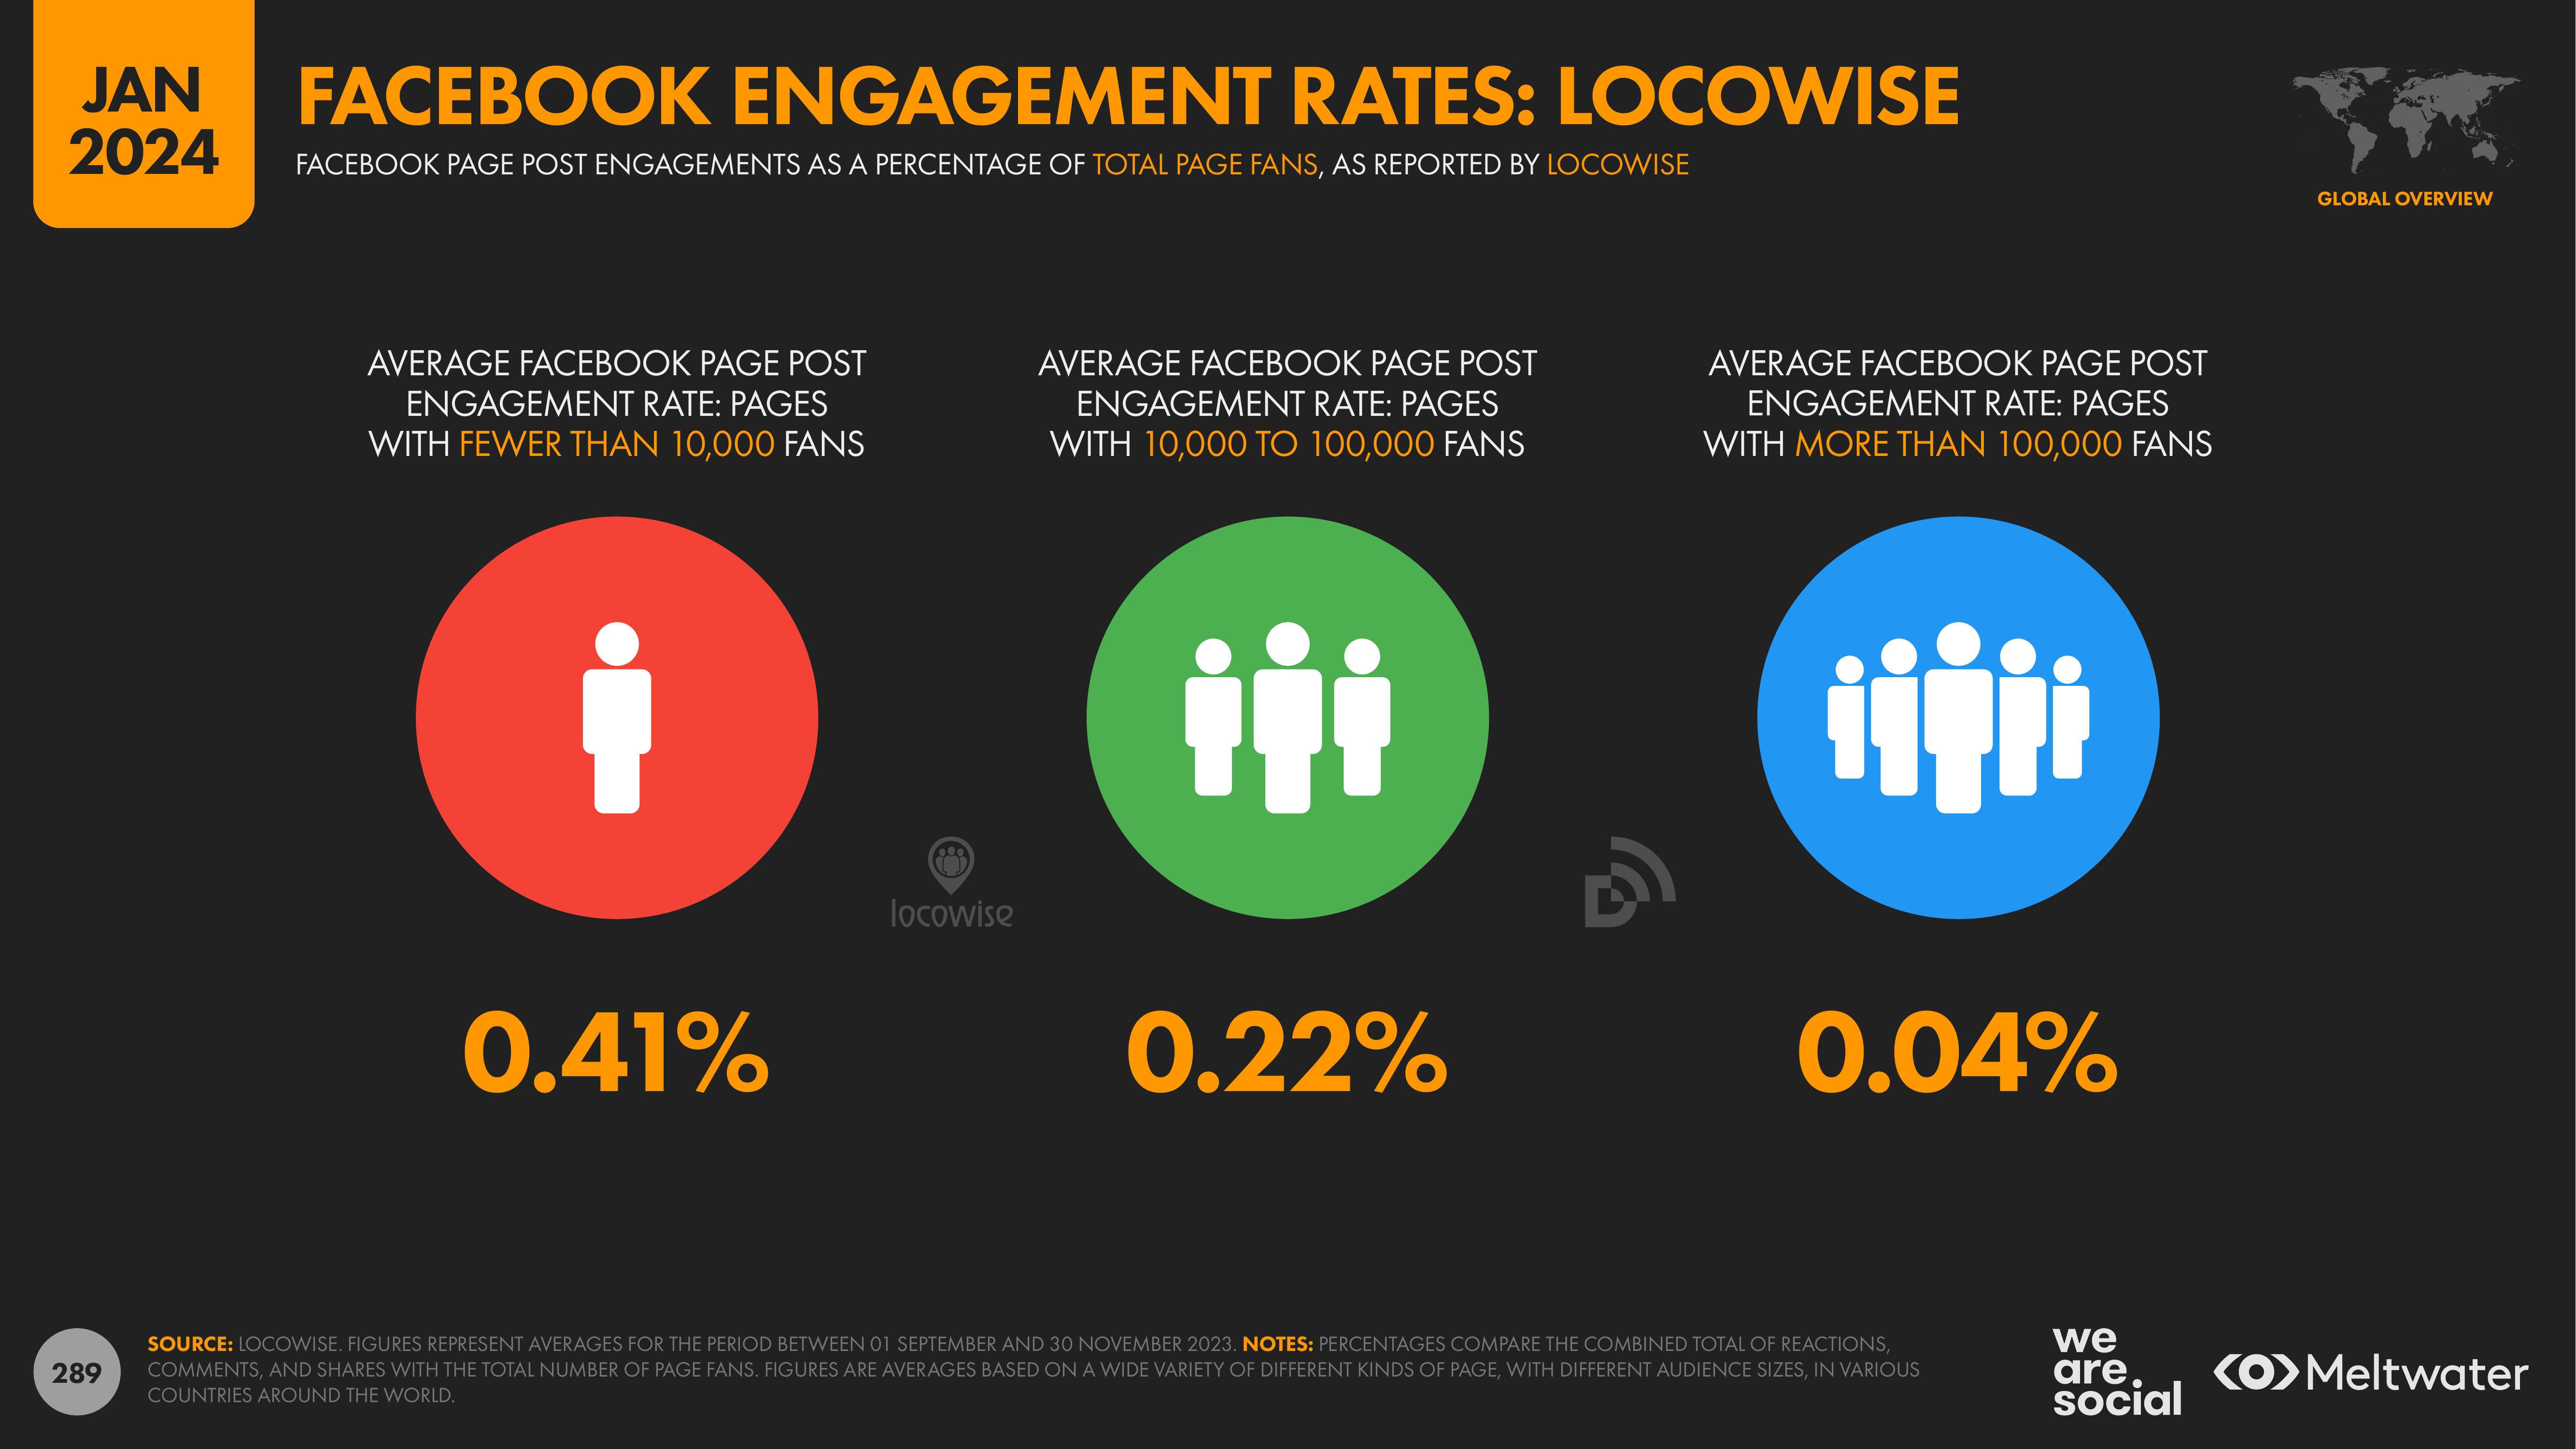 JAN
2024
FACEBOOK ENGAGEMENT RATES: LOCOWISE
FACEBOOK PAGE POST ENGAGEMENTS AS A PERCENTAGE OF TOTAL PAGE FANS, AS REPORTED BY LOCOWISE
GLOBAL OVERVIEW
AVERAGE FACEBOOK PAGE POST
ENGAGEMENT RATE: PAGES
WITH FEWER THAN 10,000 FANS
0.41%
AVERAGE FACEBOOK PAGE POST
ENGAGEMENT RATE: PAGES
WITH 10,000 TO 100,000 FANS
0.22%
AVERAGE FACEBOOK PAGE POST
ENGAGEMENT RATE: PAGES
WITH MORE THAN 100,000 FANS
0.04%
locowise
289
SOURCE: LOCOWISE. FIGURES REPRESENT AVERAGES FOR THE PERIOD BETWEEN 01 SEPTEMBER AND 30 NOVEMBER 2023. NOTES: PERCENTAGES COMPARE THE COMBINED TOTAL OF REACTIONS,
COMMENTS, AND SHARES WITH THE TOTAL NUMBER OF PAGE FANS. FIGURES ARE AVERAGES BASED ON A WIDE VARIETY OF DIFFERENT KINDS OF PAGE, WITH DIFFERENT AUDIENCE SIZES, IN VARIOUS
COUNTRIES AROUND THE WORLD.
we
are
social
Meltwater